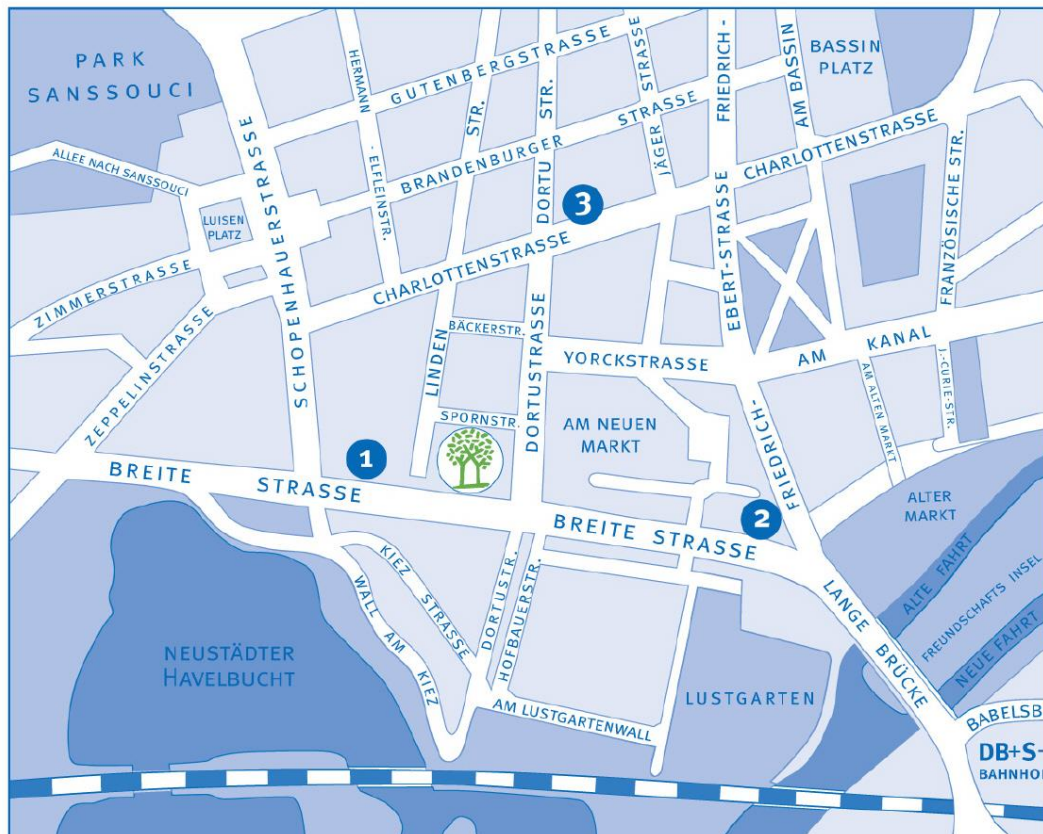 PARK
SANSSOUCI
ALLEE NACH SANSSOUCI
LUISEN
PLATZ
ZIMMERSTRASSE
ZEPPELINSTRASSE
SCHOPENHAUERSTRASSE
HERMANN
- ELFLEINSTR.
GUTENBERGSTRASSE
STR.
LINDEN
BRANDENBURGER
STRASSE
DORTU STR.
JÄGER STRASSE
FRIEDRICH-
EBERT-STRASSE
AM BASSIN
BASSIN
PLATZ
CHARLOTTENSTRASSE
3
CHARLOTTENSTRASSE
FRANZÖSISCHE STR.
BÄCKERSTR.
DORTUSTRASSE
YORCKSTRASSE
AM KANAL
J.-CURIE-STR.
AM ALTEN MARKT
SPORNSTR.
AM NEUEN
MARKT
FRIEDRICH-
1
2
BREITE STRASSE
BREITE STRASSE
ALTER
MARKT
ALTE FAHRT
FREUNDSCHAFTS INSEL
NEUE FAHRT
LANGE BRÜCKE
KIEZ STRASSE
WALL AM KIEZ
DORTUSTR.
HOFBAUERSTR.
NEUSTÄDTER
HAVELBUCHT
AM LUSTGARTENWALL
LUSTGARTEN
BABELSB
DB+S-
BAHNHOF